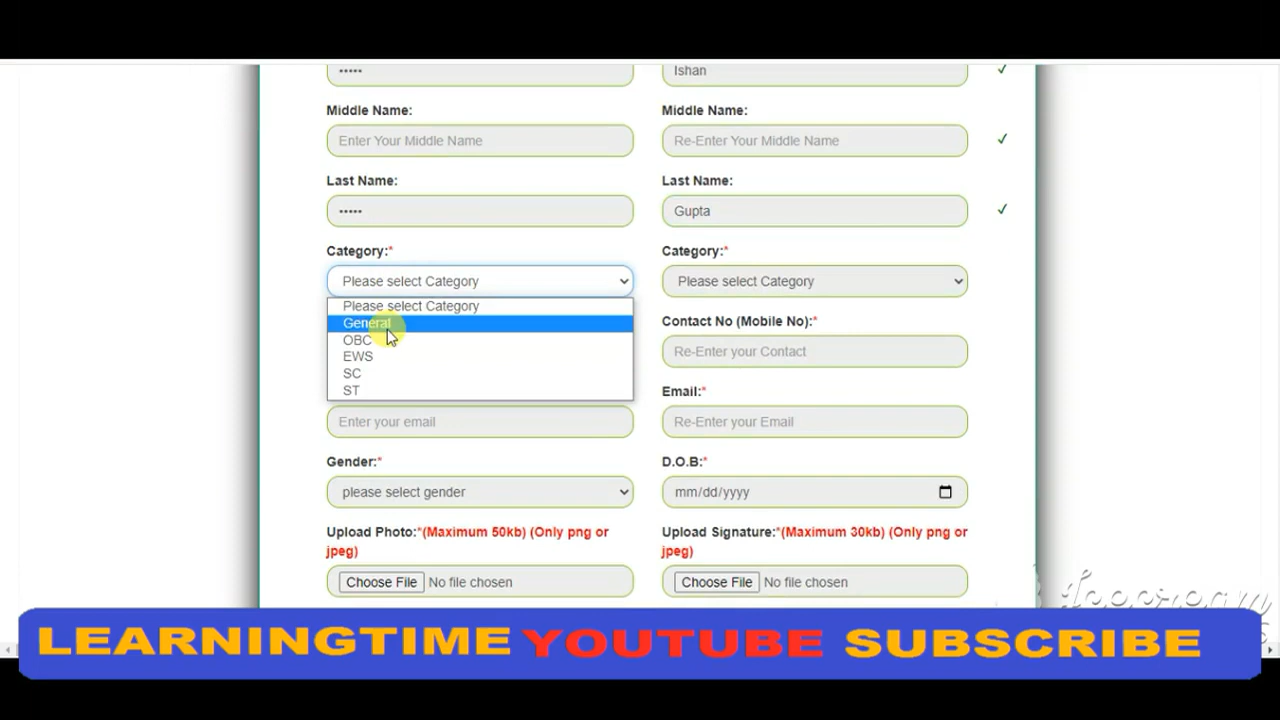 •••••
Ishan
Middle Name:
Middle Name:
Enter Your Middle Name
Re-Enter Your Middle Name
Last Name:
Last Name:
•••••
Gupta
Category:*
Category:*
Please select Category
Please select Category
Please select Category
General
OBC
EWS
SC
ST
Contact No (Mobile No):*
Re-Enter your Contact
Email:*
Enter your email
Re-Enter your Email
Gender:*
D.O.B:*
please select gender
mm/dd/yyyy
Upload Photo:*(Maximum 50kb) (Only png or
jpeg)
Upload Signature:*(Maximum 30kb) (Only png or
jpeg)
Choose File No file chosen
Choose File No file chosen
LEARNINGTIME YOUTUBE SUBSCRIBE